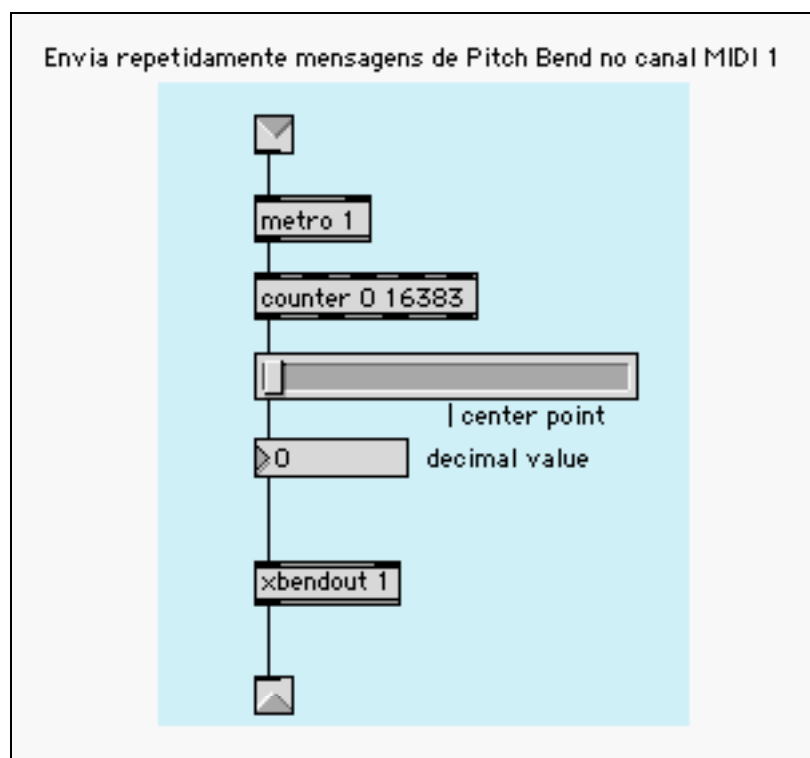 Envia repetidamente mensagens de Pitch Bend no canal MIDI 1
metro 1
counter 0 16383
| center point
0 decimal value
xbendout 1